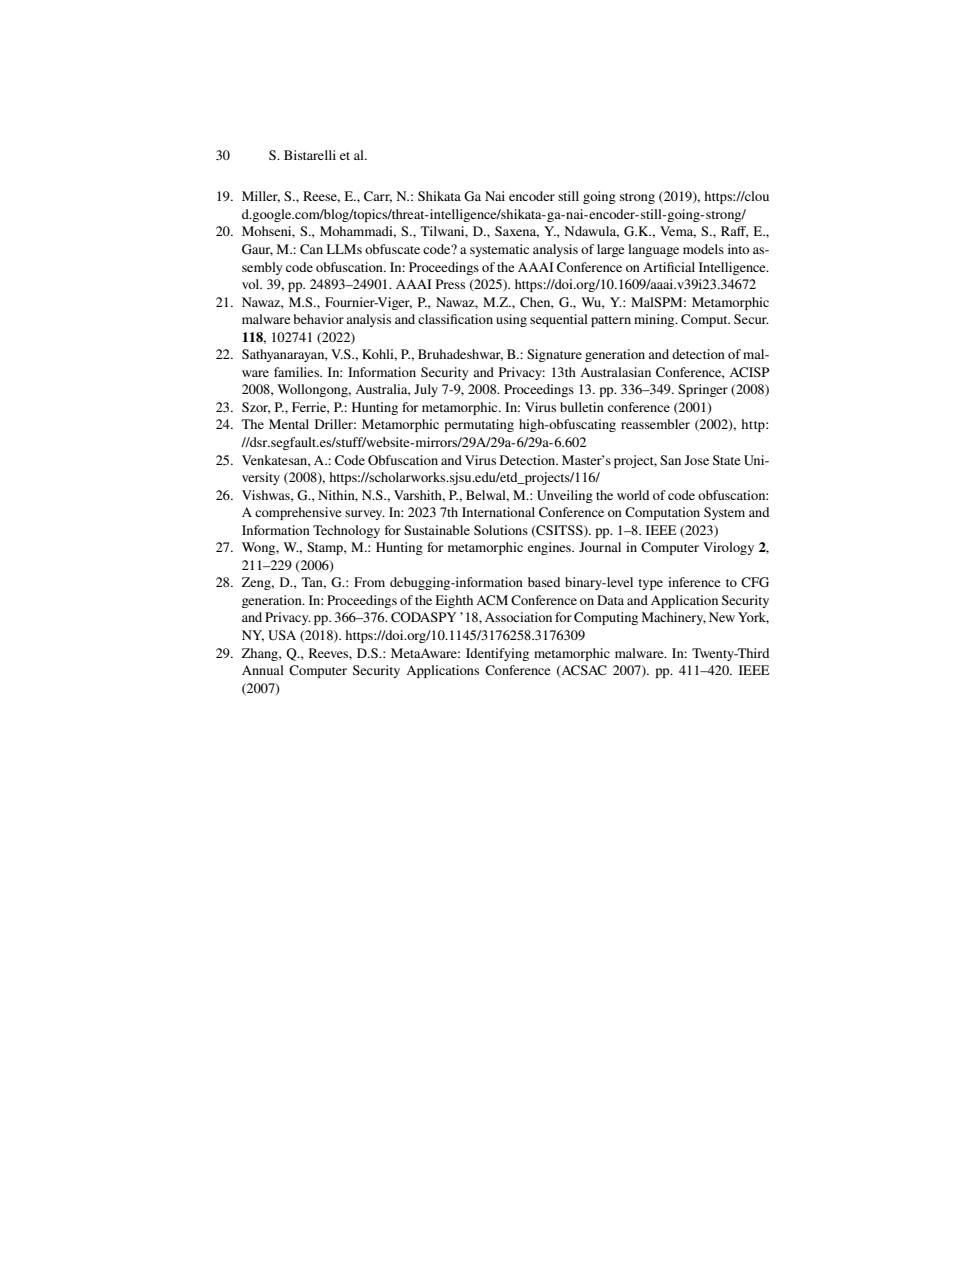 30 S. Bistarelli et al.
19. Miller, S., Reese, E., Carr, N.: Shikata Ga Nai encoder still going strong (2019), https://clou
d.google.com/blog/topics/threat-intelligence/shikata-ga-nai-encoder-still-going-strong/
20. Mohseni, S., Mohammadi, S., Tilwani, D., Saxena, Y., Ndawula, G.K., Vema, S., Raff, E.,
Gaur, M.: Can LLMs obfuscate code? a systematic analysis of large language models into as-
sembly code obfuscation. In: Proceedings of the AAAI Conference on Artificial Intelligence.
vol. 39, pp. 24893–24901. AAAI Press (2025). https://doi.org/10.1609/aaai.v39i23.34672
21. Nawaz, M.S., Fournier-Viger, P., Nawaz, M.Z., Chen, G., Wu, Y.: MalSPM: Metamorphic
malware behavior analysis and classification using sequential pattern mining. Comput. Secur.
118, 102741 (2022)
22. Sathyanarayan, V.S., Kohli, P., Bruhadeshwar, B.: Signature generation and detection of mal-
ware families. In: Information Security and Privacy: 13th Australasian Conference, ACISP
2008, Wollongong, Australia, July 7-9, 2008. Proceedings 13. pp. 336–349. Springer (2008)
23. Szor, P., Ferrie, P.: Hunting for metamorphic. In: Virus bulletin conference (2001)
24. The Mental Driller: Metamorphic permutating high-obfuscating reassembler (2002), http:
//dsr.segfault.es/stuff/website-mirrors/29A/29a-6/29a-6.602
25. Venkatesan, A.: Code Obfuscation and Virus Detection. Master's project, San Jose State Uni-
versity (2008), https://scholarworks.sjsu.edu/etd_projects/116/
26. Vishwas, G., Nithin, N.S., Varshith, P., Belwal, M.: Unveiling the world of code obfuscation:
A comprehensive survey. In: 2023 7th International Conference on Computation System and
Information Technology for Sustainable Solutions (CSITSS). pp. 1–8. IEEE (2023)
27. Wong, W., Stamp, M.: Hunting for metamorphic engines. Journal in Computer Virology 2,
211–229 (2006)
28. Zeng, D., Tan, G.: From debugging-information based binary-level type inference to CFG
generation. In: Proceedings of the Eighth ACM Conference on Data and Application Security
and Privacy. pp. 366–376. CODASPY '18, Association for Computing Machinery, New York,
NY, USA (2018). https://doi.org/10.1145/3176258.3176309
29. Zhang, Q., Reeves, D.S.: MetaAware: Identifying metamorphic malware. In: Twenty-Third
Annual Computer Security Applications Conference (ACSAC 2007). pp. 411–420. IEEE
(2007)